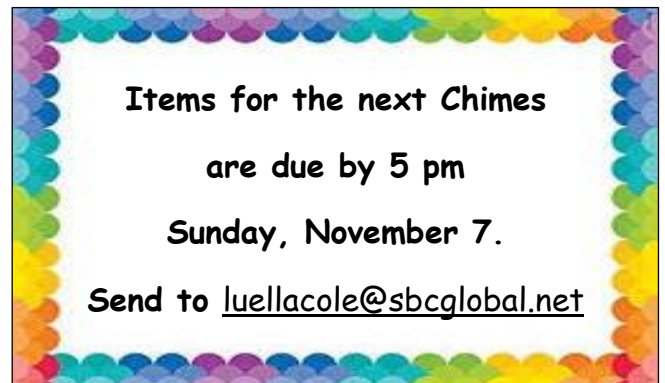 Items for the next Chimes
are due by 5 pm
Sunday, November 7.
Send to luellacole@sbcglobal.net